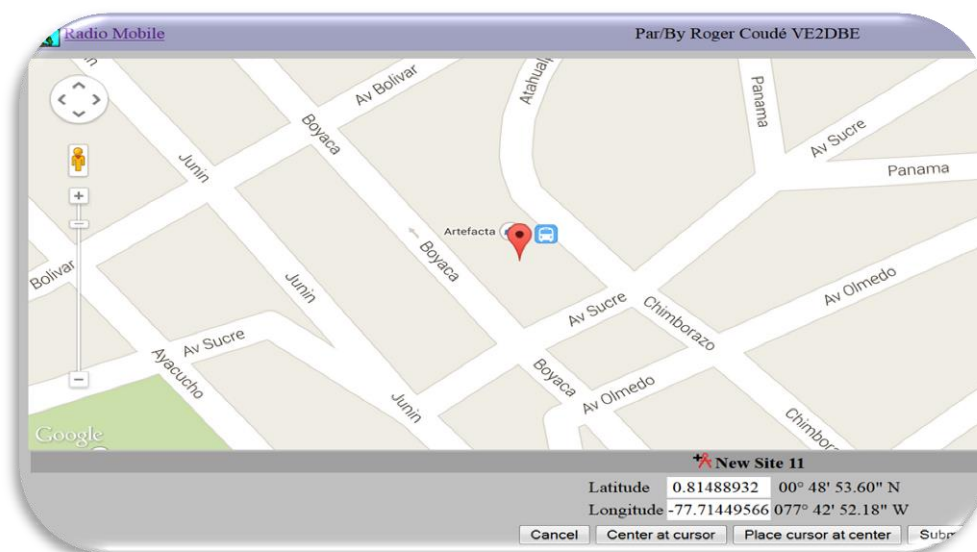 Radio Mobile Par/By Roger Coudé VE2DBE
Av Bolivar
Atahualp
Panama
Boyaca
Av Sucre
Junin
Panama
Artefacta
Boyaca
Bolivar
Junin
Av Olmedo
Av Sucre
Chimborazo
Av Sucre
Ayacucho
Boyaca
Av Olmedo
Junin
Chimbor
Google
New Site 11
Latitude 0.81488932 00° 48' 53.60" N
Longitude -77.71449566 077° 42' 52.18" W
Cancel Center at cursor Place cursor at center Subm